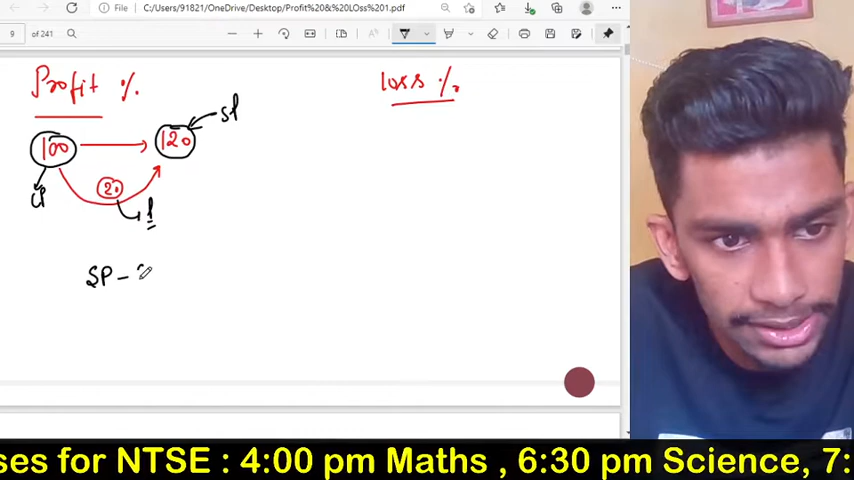 C:/Users/91821/OneDrive/Desktop/Profit%20&%20LOss%201.pdf
9 of 241
Profit %
loss %
SP
100
120
CP
20
P
SP -
ses for NTSE : 4:00 pm Maths , 6:30 pm Science, 7: